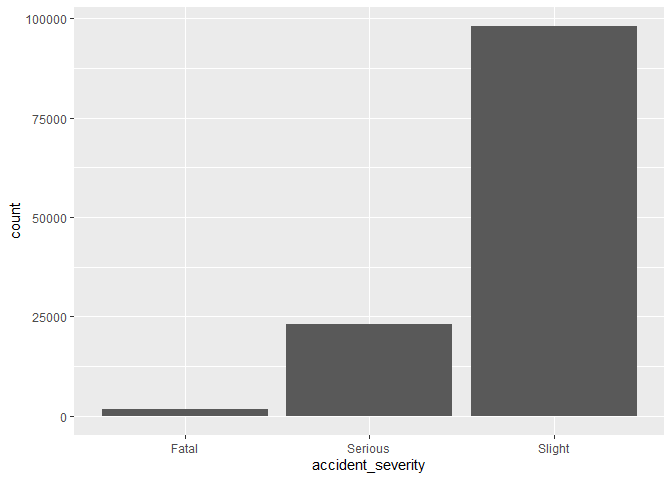 100000
75000
50000
25000
0
count
Fatal
Serious
Slight
accident_severity